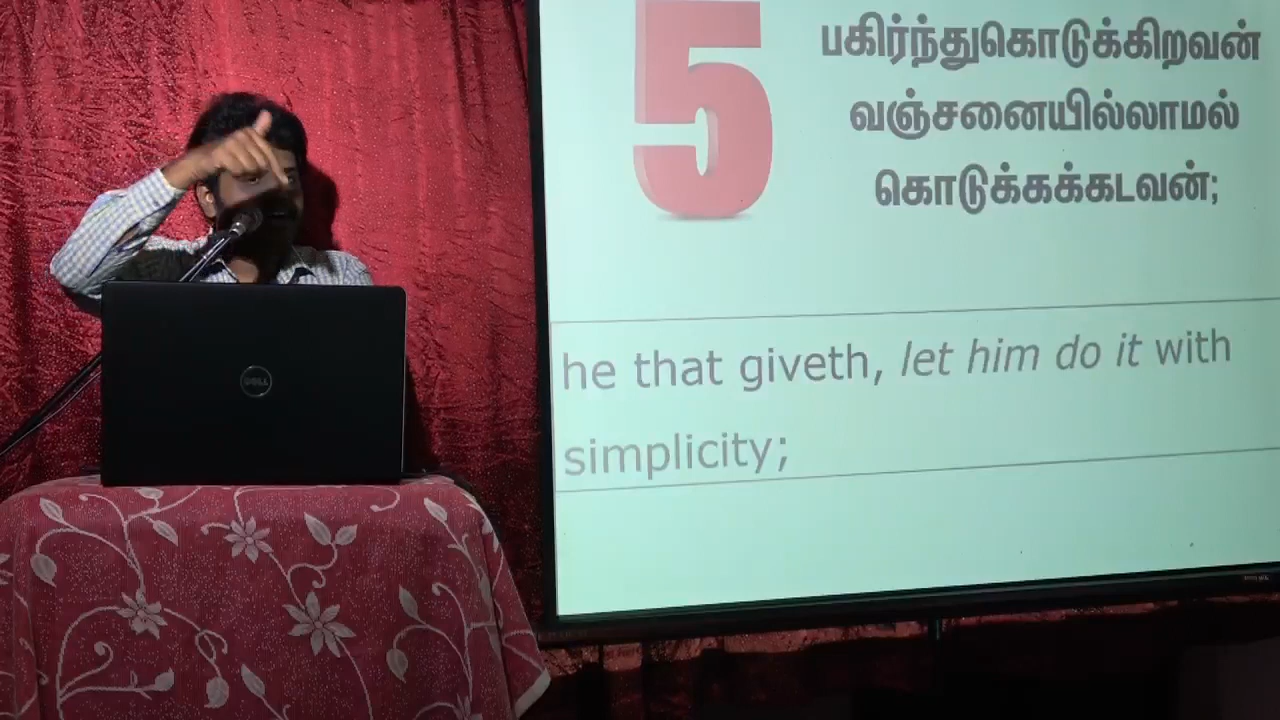 5
பகிர்ந்துகொடுக்கிறவன்
வஞ்சனையில்லாமல்
கொடுக்கக்கடவன்;
he that giveth, let him do it with
simplicity;
DELL